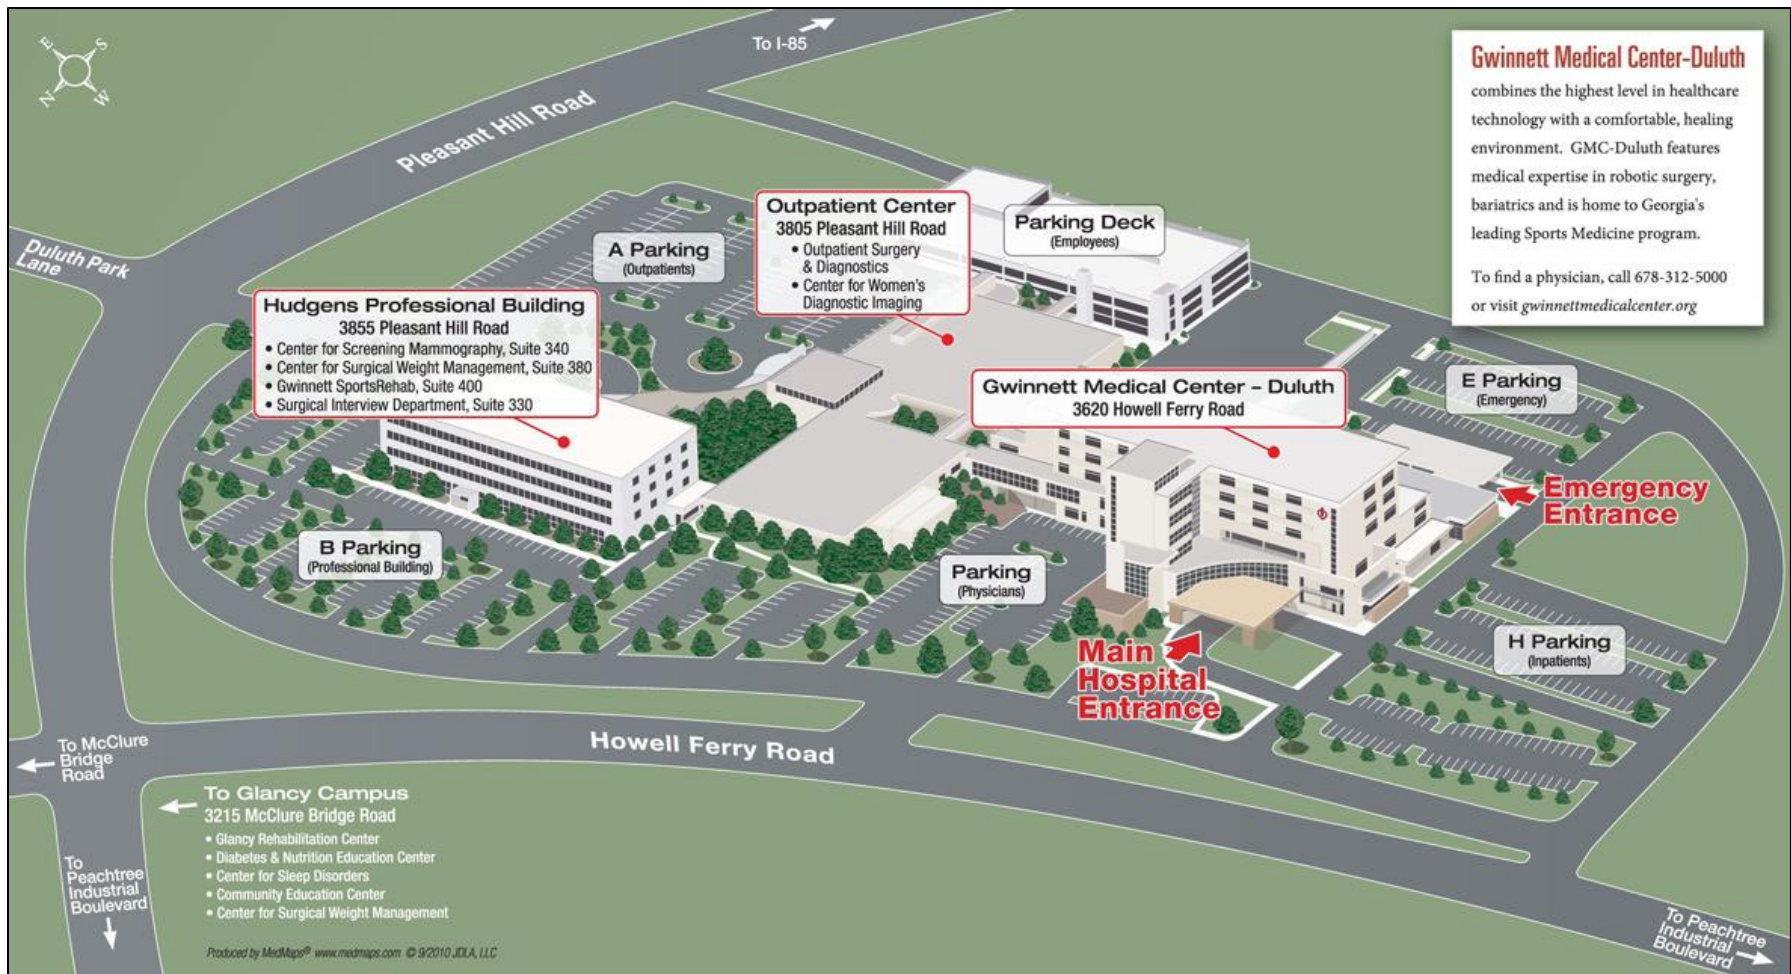 E
S
N
W
To I-85
Pleasant Hill Road
Duluth Park
Lane
Gwinnett Medical Center-Duluth
combines the highest level in healthcare
technology with a comfortable, healing
environment.  GMC-Duluth features
medical expertise in robotic surgery,
bariatrics and is home to Georgia's
leading Sports Medicine program.
To find a physician, call 678-312-5000
or visit gwinnettmedicalcenter.org
A Parking
(Outpatients)
Outpatient Center
3805 Pleasant Hill Road
• Outpatient Surgery
& Diagnostics
• Center for Women's
Diagnostic Imaging
Parking Deck
(Employees)
Hudgens Professional Building
3855 Pleasant Hill Road
• Center for Screening Mammography, Suite 340
• Center for Surgical Weight Management, Suite 380
• Gwinnett SportsRehab, Suite 400
• Surgical Interview Department, Suite 330
Gwinnett Medical Center – Duluth
3620 Howell Ferry Road
E Parking
(Emergency)
Emergency
Entrance
B Parking
(Professional Building)
Parking
(Physicians)
H Parking
(Inpatients)
Main
Hospital
Entrance
Howell Ferry Road
To McClure
Bridge
Road
To Glancy Campus
3215 McClure Bridge Road
• Glancy Rehabilitation Center
• Diabetes & Nutrition Education Center
• Center for Sleep Disorders
• Community Education Center
• Center for Surgical Weight Management
To
Peachtree
Industrial
Boulevard
To Peachtree
Industrial
Boulevard
Produced by MedMaps® www.medmaps.com © 9/2010 JDLA, LLC